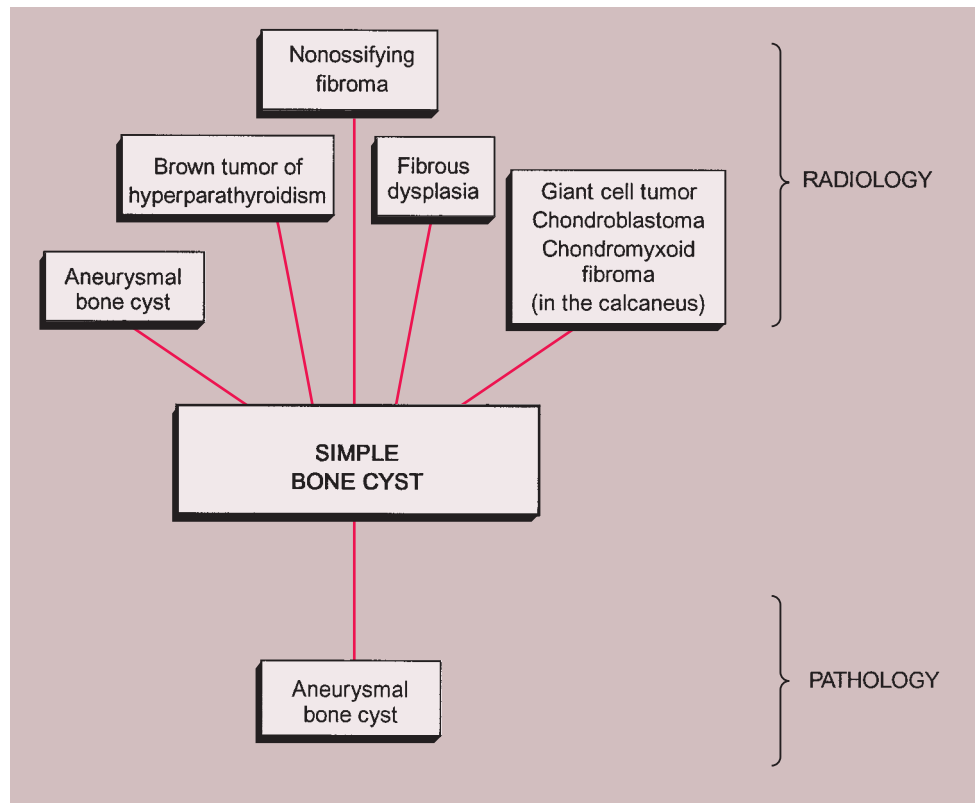 Nonossifying
fibroma
Brown tumor of
hyperparathyroidism
Fibrous
dysplasia
Giant cell tumor
Chondroblastoma
Chondromyxoid
fibroma
(in the calcaneus)
RADIOLOGY
Aneurysmal
bone cyst
SIMPLE
BONE CYST
Aneurysmal
bone cyst
PATHOLOGY